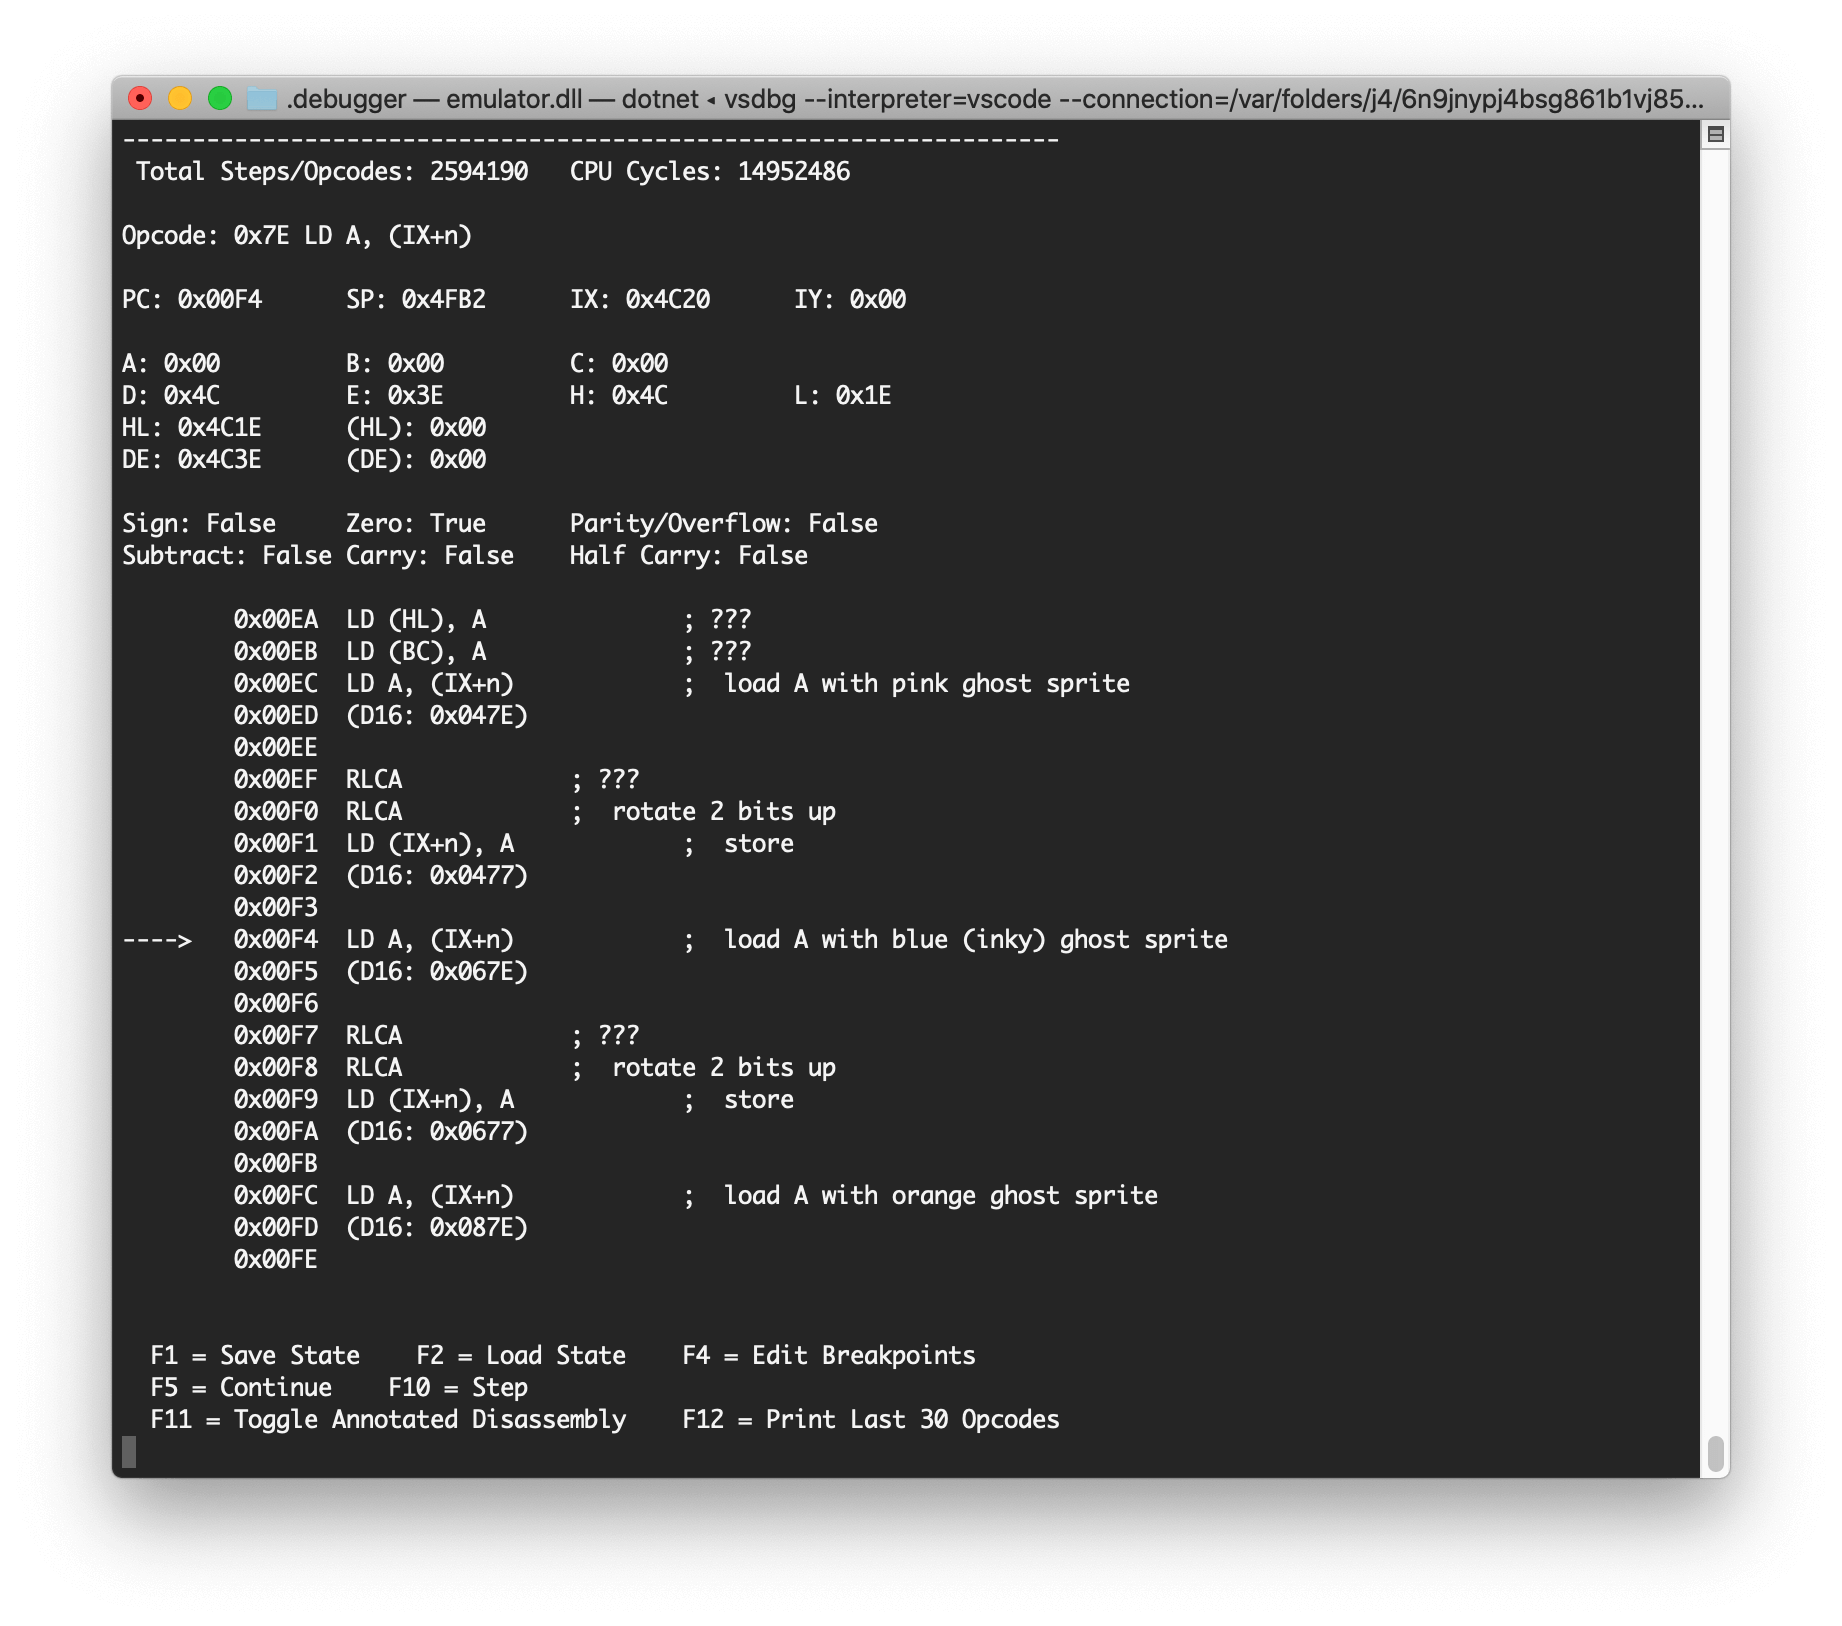 .debugger — emulator.dll — dotnet ◂ vsdbg --interpreter=vscode --connection=/var/folders/j4/6n9jnypj4bsg861b1vj85...
-------------------------------------------------------------------
Total Steps/Opcodes: 2594190   CPU Cycles: 14952486
Opcode: 0x7E LD A, (IX+n)
PC: 0x00F4      SP: 0x4FB2      IX: 0x4C20      IY: 0x00
A: 0x00         B: 0x00         C: 0x00
D: 0x4C         E: 0x3E         H: 0x4C         L: 0x1E
HL: 0x4C1E      (HL): 0x00
DE: 0x4C3E      (DE): 0x00
Sign: False     Zero: True      Parity/Overflow: False
Subtract: False Carry: False    Half Carry: False
0x00EA  LD (HL), A              ; ???
0x00EB  LD (BC), A              ; ???
0x00EC  LD A, (IX+n)            ;  load A with pink ghost sprite
0x00ED  (D16: 0x047E)
0x00EE
0x00EF  RLCA            ; ???
0x00F0  RLCA            ;  rotate 2 bits up
0x00F1  LD (IX+n), A            ;  store
0x00F2  (D16: 0x0477)
0x00F3
---->   0x00F4  LD A, (IX+n)            ;  load A with blue (inky) ghost sprite
0x00F5  (D16: 0x067E)
0x00F6
0x00F7  RLCA            ; ???
0x00F8  RLCA            ;  rotate 2 bits up
0x00F9  LD (IX+n), A            ;  store
0x00FA  (D16: 0x0677)
0x00FB
0x00FC  LD A, (IX+n)            ;  load A with orange ghost sprite
0x00FD  (D16: 0x087E)
0x00FE
F1 = Save State    F2 = Load State    F4 = Edit Breakpoints
F5 = Continue    F10 = Step
F11 = Toggle Annotated Disassembly    F12 = Print Last 30 Opcodes